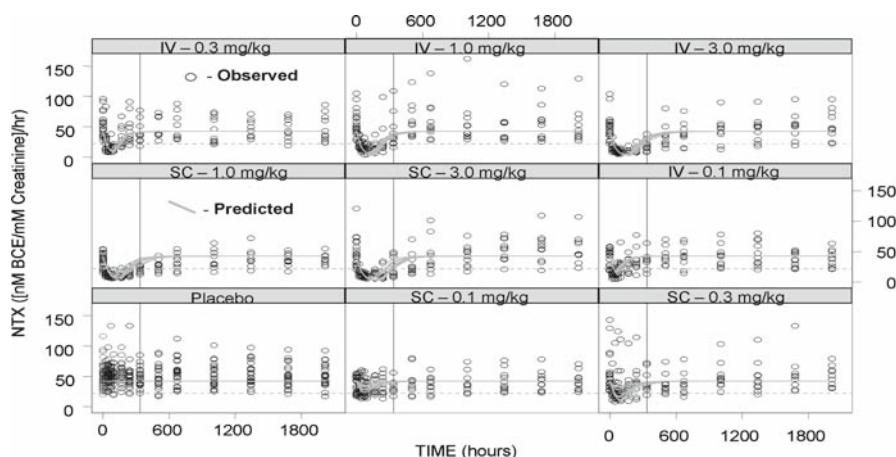 0 600 1200 1800
IV – 0.3 mg/kg IV – 1.0 mg/kg IV – 3.0 mg/kg
150
100
50
0
- Observed
SC – 1.0 mg/kg SC – 3.0 mg/kg IV – 0.1 mg/kg
- Predicted
150
100
50
0
Placebo SC – 0.1 mg/kg SC – 0.3 mg/kg
150
100
50
0
0 600 1200 1800 0 600 1200 1800
TIME (hours)
NTX ([nM BCE/mM Creatinine]/hr)